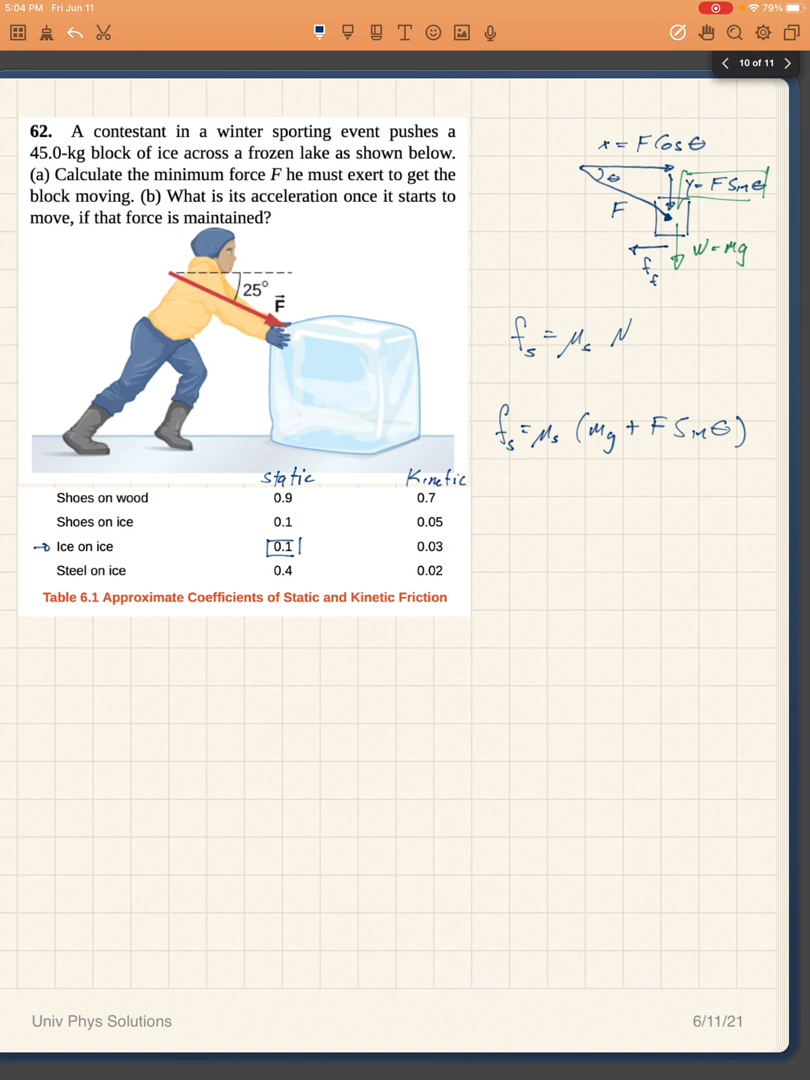 5:04 PM Fri Jun 11
79%
10 of 11
62. A contestant in a winter sporting event pushes a
45.0-kg block of ice across a frozen lake as shown below.
(a) Calculate the minimum force F he must exert to get the
block moving. (b) What is its acceleration once it starts to
move, if that force is maintained?
25°
F⃗
x = F Cos θ
θ
y = F Sin θ
F
W = mg
f_f
f_s = μ_s N
f_s = μ_s (mg + F Sin θ)
static Kinetic
Shoes on wood 0.9 0.7
Shoes on ice 0.1 0.05
→ Ice on ice 0.1 0.03
Steel on ice 0.4 0.02
Table 6.1 Approximate Coefficients of Static and Kinetic Friction
Univ Phys Solutions 6/11/21